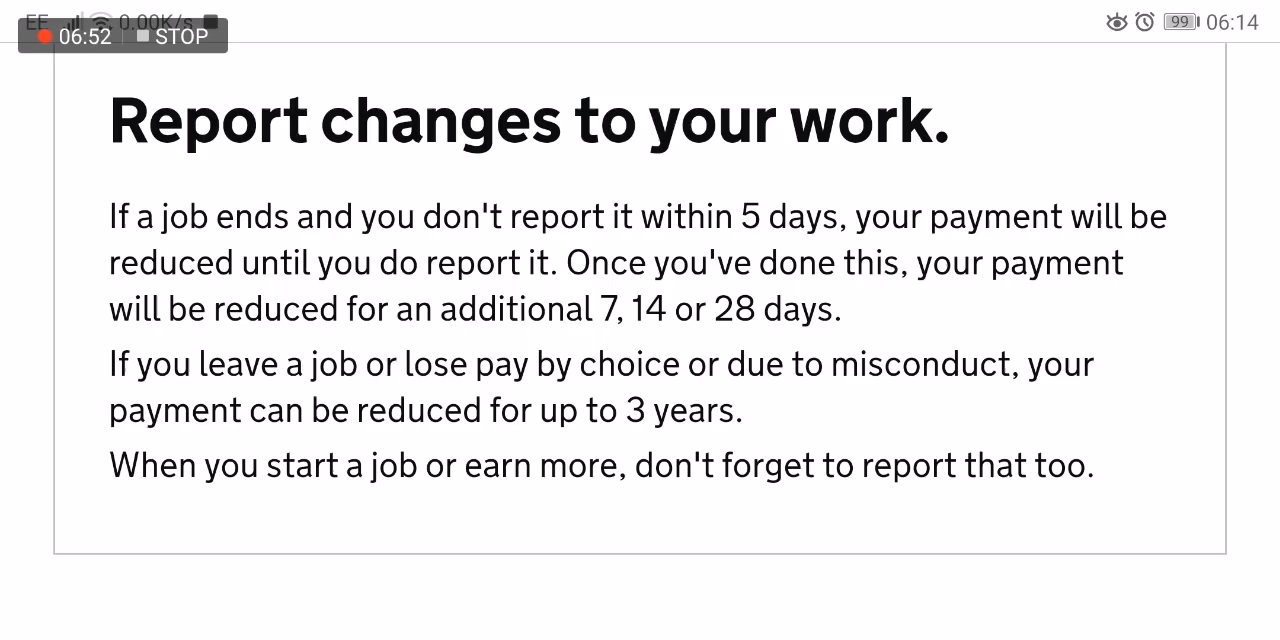 EE 0.00K/s 99 06:14
06:52 STOP
Report changes to your work.
If a job ends and you don't report it within 5 days, your payment will be
reduced until you do report it. Once you've done this, your payment
will be reduced for an additional 7, 14 or 28 days.
If you leave a job or lose pay by choice or due to misconduct, your
payment can be reduced for up to 3 years.
When you start a job or earn more, don't forget to report that too.